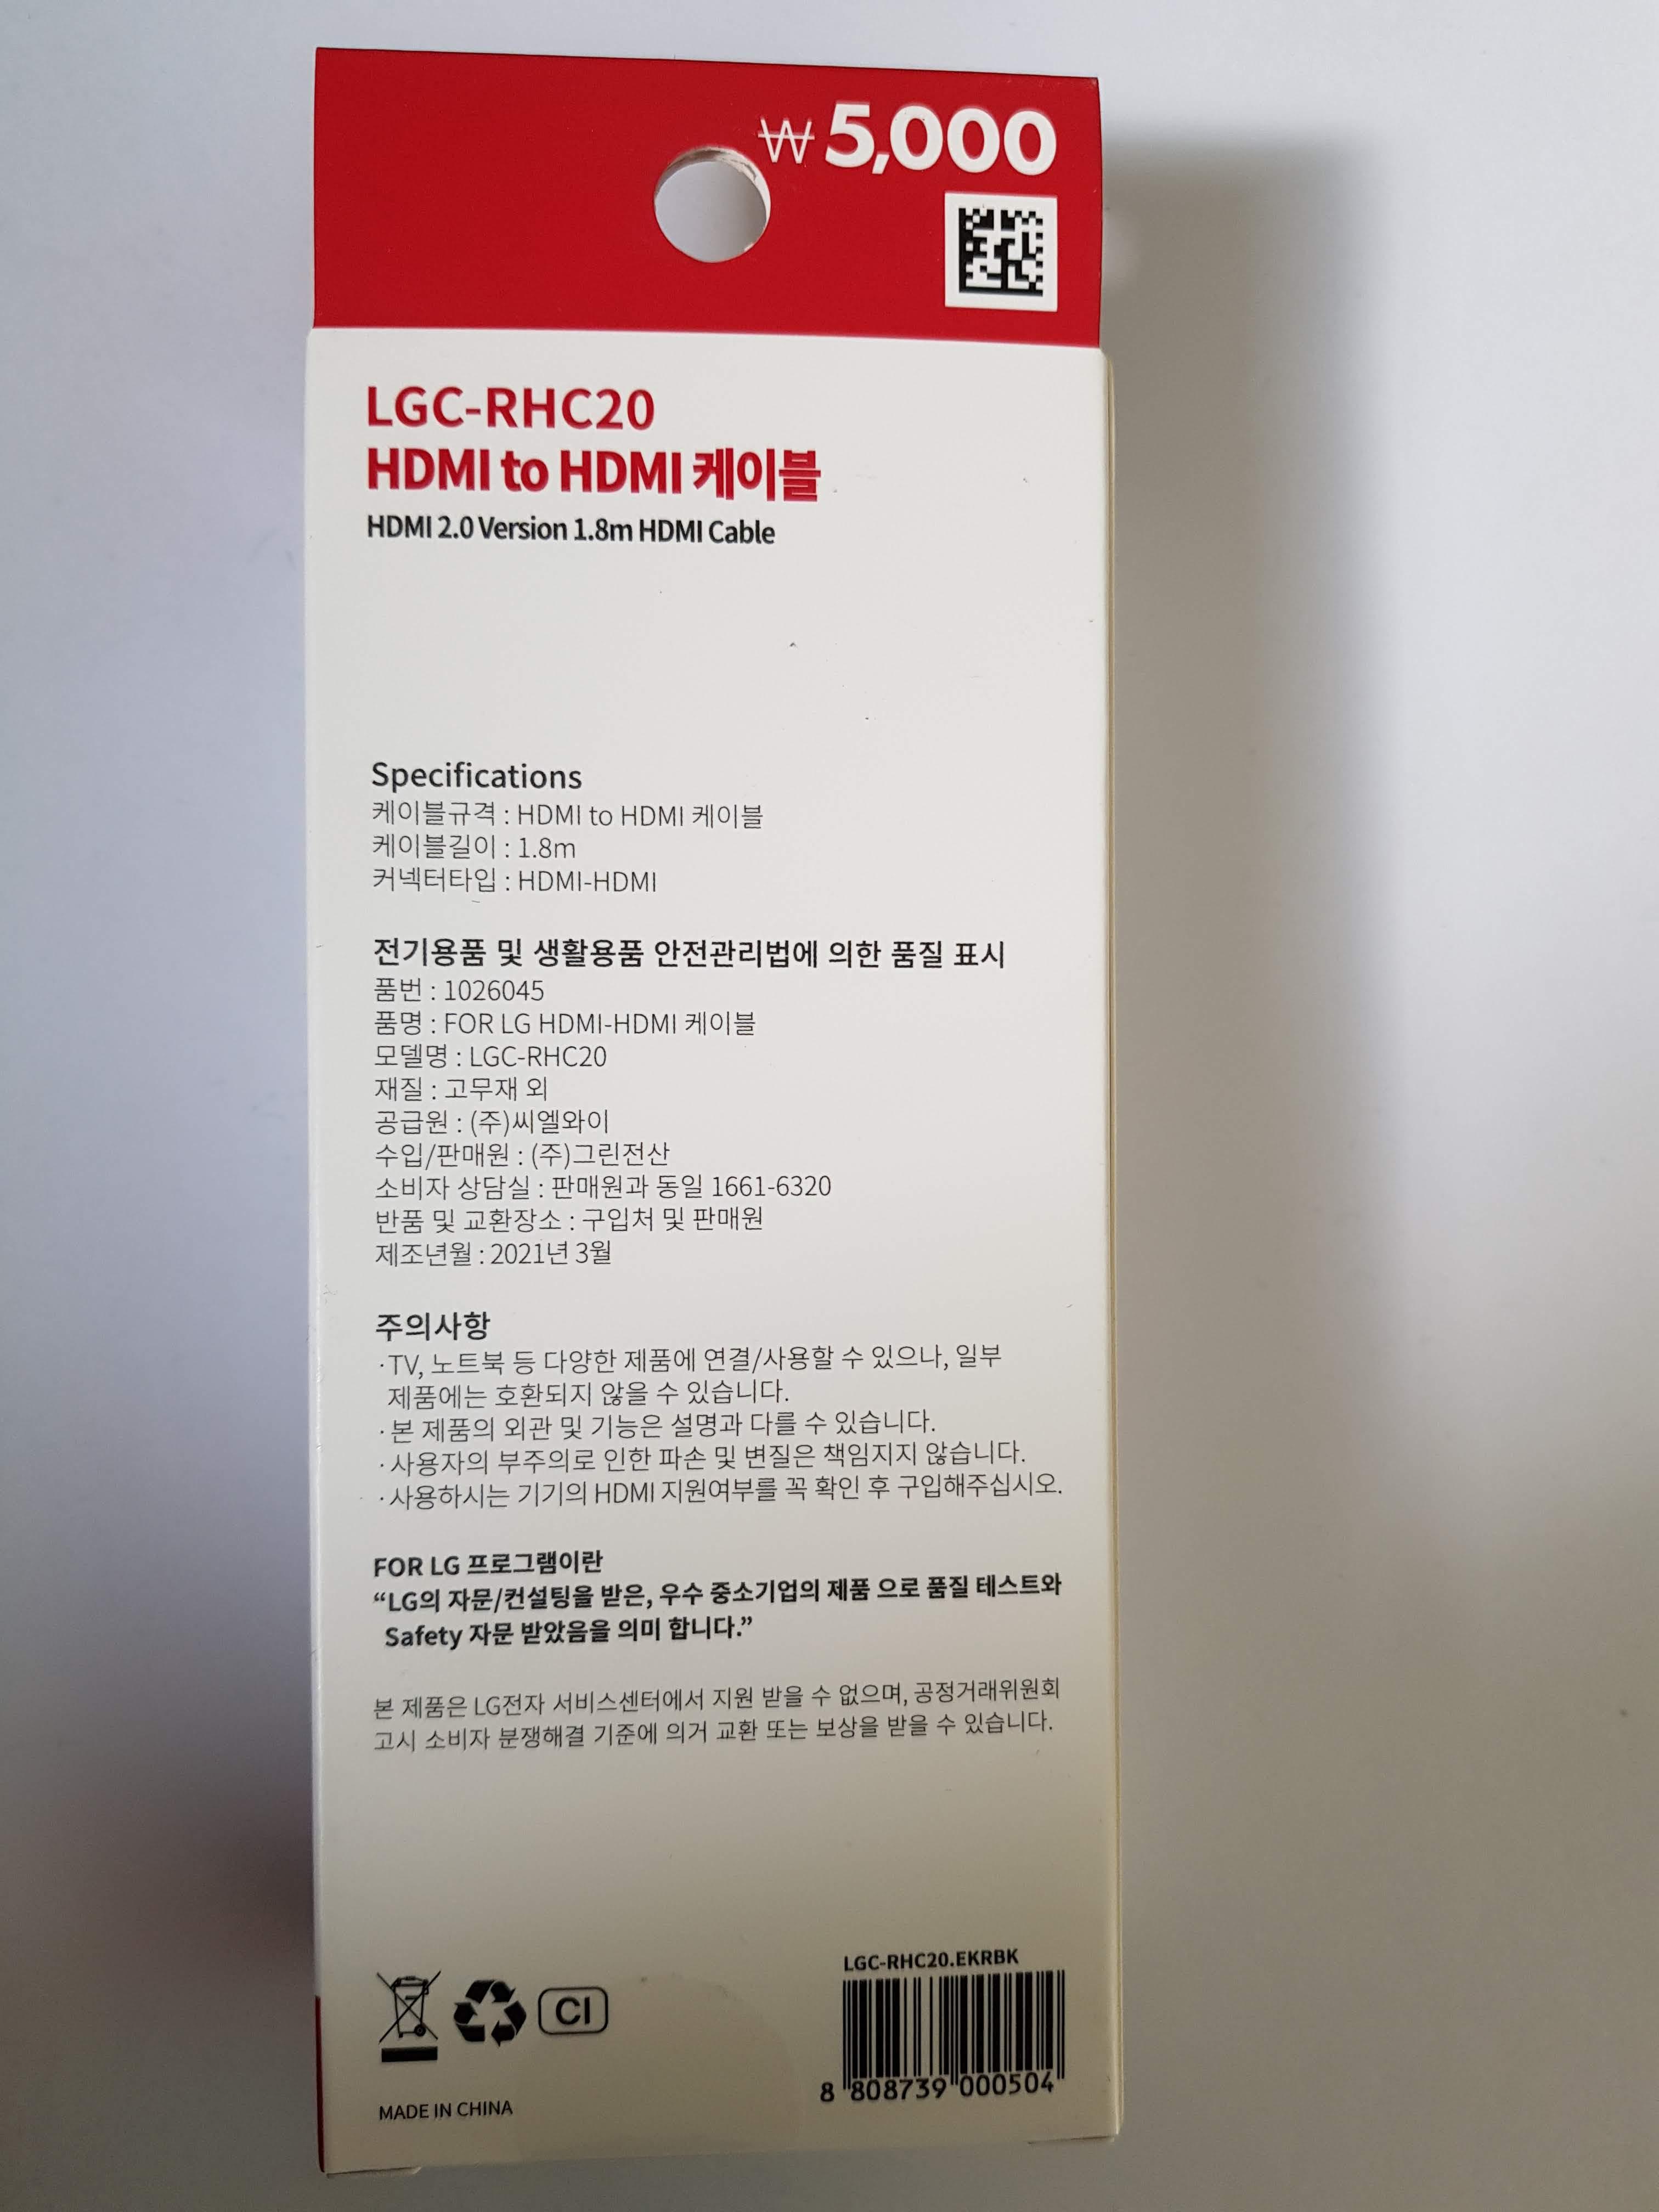 ₩5,000
LGC-RHC20
HDMI to HDMI 케이블
HDMI 2.0 Version 1.8m HDMI Cable
Specifications
케이블규격 : HDMI to HDMI 케이블
케이블길이 : 1.8m
커넥터타입 : HDMI-HDMI
전기용품 및 생활용품 안전관리법에 의한 품질 표시
품번 : 1026045
품명 : FOR LG HDMI-HDMI 케이블
모델명 : LGC-RHC20
재질 : 고무재 외
공급원 : (주)씨엘와이
수입/판매원 : (주)그린전산
소비자 상담실 : 판매원과 동일 1661-6320
반품 및 교환장소 : 구입처 및 판매원
제조년월 : 2021년 3월
주의사항
·TV, 노트북 등 다양한 제품에 연결/사용할 수 있으나, 일부
제품에는 호환되지 않을 수 있습니다.
·본 제품의 외관 및 기능은 설명과 다를 수 있습니다.
·사용자의 부주의로 인한 파손 및 변질은 책임지지 않습니다.
·사용하시는 기기의 HDMI 지원여부를 꼭 확인 후 구입해주십시오.
FOR LG 프로그램이란
“LG의 자문/컨설팅을 받은, 우수 중소기업의 제품 으로 품질 테스트와
Safety 자문 받았음을 의미 합니다.”
본 제품은 LG전자 서비스센터에서 지원 받을 수 없으며, 공정거래위원회
고시 소비자 분쟁해결 기준에 의거 교환 또는 보상을 받을 수 있습니다.
LGC-RHC20.EKRBK
CI
8 808739 000504
MADE IN CHINA